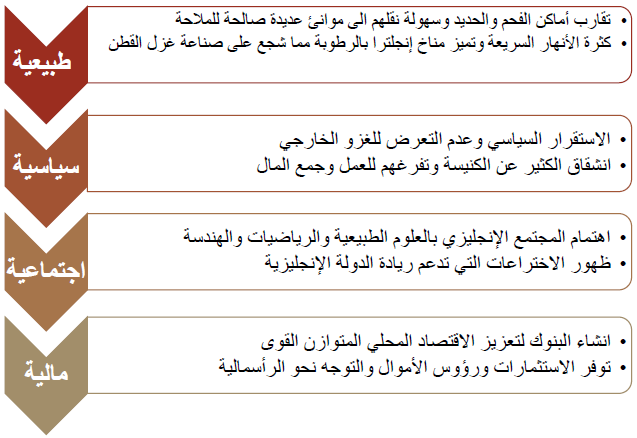 طبيعية
• تقارب أماكن الفحم والحديد وسهولة نقلهم الى موانئ عديدة صالحة للملاحة
• كثرة الأنهار السريعة وتميز مناخ إنجلترا بالرطوبة مما شجع على صناعة غزل القطن
سياسية
• الاستقرار السياسي وعدم التعرض للغزو الخارجي
• انشقاق الكثير عن الكنيسة وتفرغهم للعمل وجمع المال
اجتماعية
• اهتمام المجتمع الإنجليزي بالعلوم الطبيعية والرياضيات والهندسة
• ظهور الاختراعات التي تدعم ريادة الدولة الإنجليزية
مالية
• انشاء البنوك لتعزيز الاقتصاد المحلي المتوازن القوى
• توفر الاستثمارات ورؤوس الأموال والتوجه نحو الرأسمالية